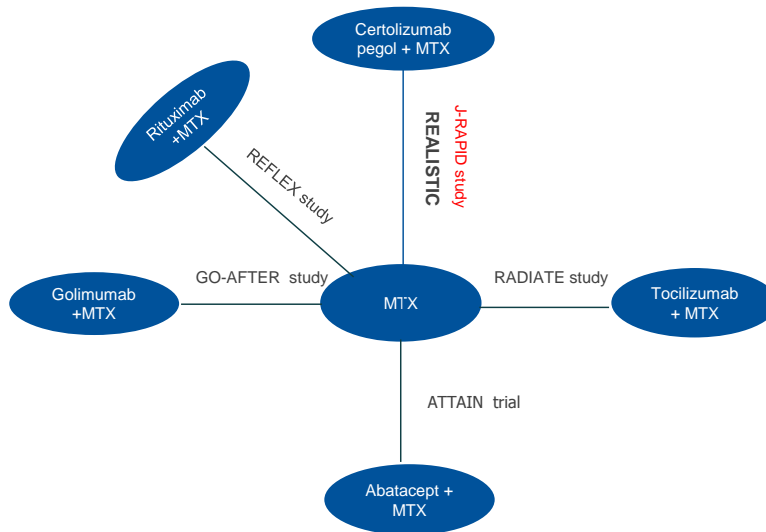 Certolizumab
pegol + MTX
Rituximab
+MTX
J-RAPID study
REALISTIC
REFLEX study
GO-AFTER study
RADIATE study
Golimumab
+MTX
MTX
Tocilizumab
+ MTX
ATTAIN trial
Abatacept +
MTX